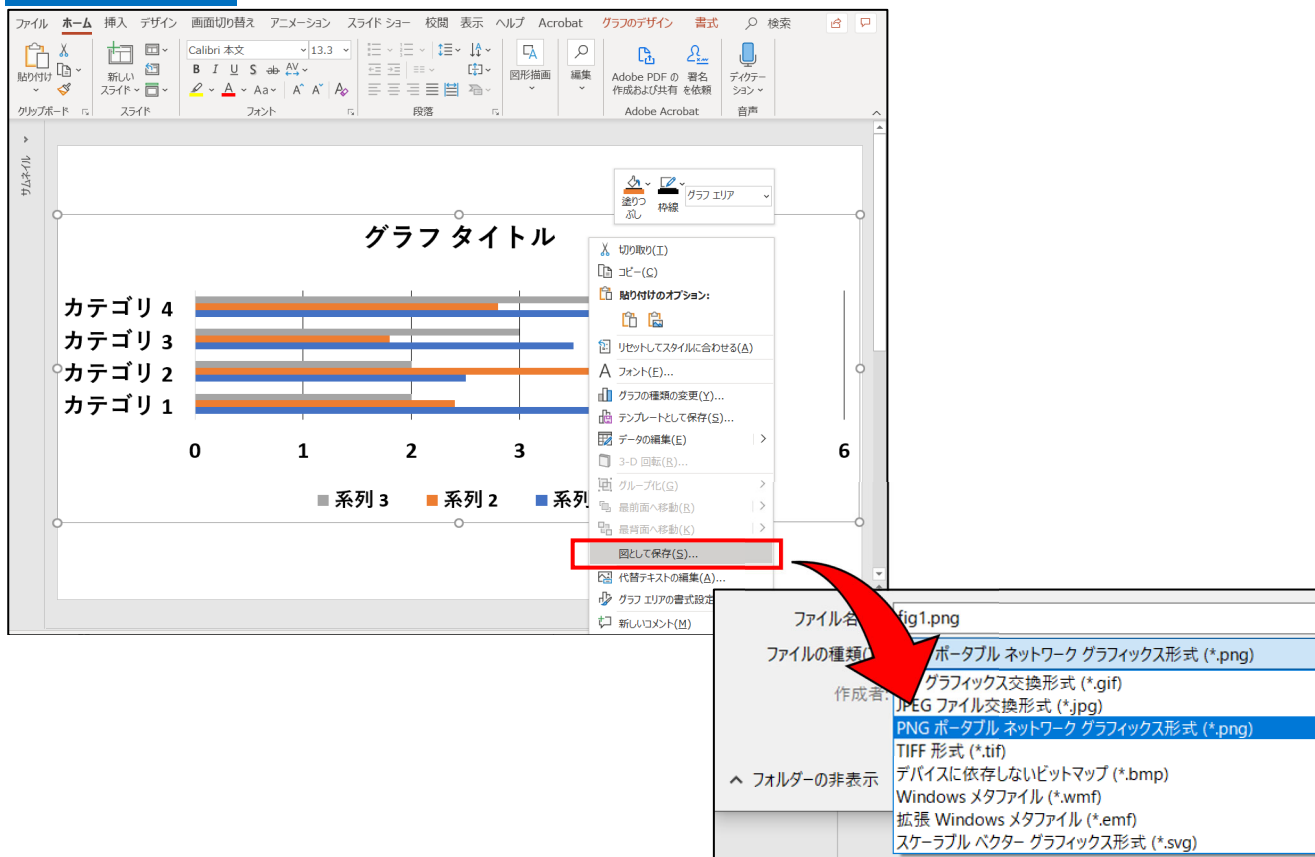 ファイル ホーム 挿入 デザイン 画面切り替え アニメーション スライド ショー 校閲 表示 ヘルプ Acrobat グラフのデザイン 書式 検索
Calibri 本文 13.3
貼り付け 新しい スライド
B I U S ab AV
A Aa A A A
図形描画 編集
Adobe PDF の 作成および共有 署名 を依頼
ディクテー ション
クリップボード スライド フォント 段落 Adobe Acrobat 音声
サムネイル
塗りつ ぶし 枠線 グラフ エリア
グラフ タイトル
カテゴリ 4
カテゴリ 3
カテゴリ 2
カテゴリ 1
0 1 2 3 6
系列 3 系列 2 系列
切り取り(T)
コピー(C)
貼り付けのオプション:
リセットしてスタイルに合わせる(A)
フォント(F)...
グラフの種類の変更(Y)...
テンプレートとして保存(S)...
データの編集(E)
3-D 回転(R)...
グループ化(G)
最前面へ移動(R)
最背面へ移動(K)
図として保存(S)...
代替テキストの編集(A)...
グラフ エリアの書式設定
新しいコメント(M)
ファイル名 fig1.png
ファイルの種類( ポータブル ネットワーク グラフィックス形式 (*.png)
作成者:
グラフィックス交換形式 (*.gif)
JPEG ファイル交換形式 (*.jpg)
PNG ポータブル ネットワーク グラフィックス形式 (*.png)
TIFF 形式 (*.tif)
デバイスに依存しないビットマップ (*.bmp)
Windows メタファイル (*.wmf)
拡張 Windows メタファイル (*.emf)
スケーラブル ベクター グラフィックス形式 (*.svg)
フォルダーの非表示